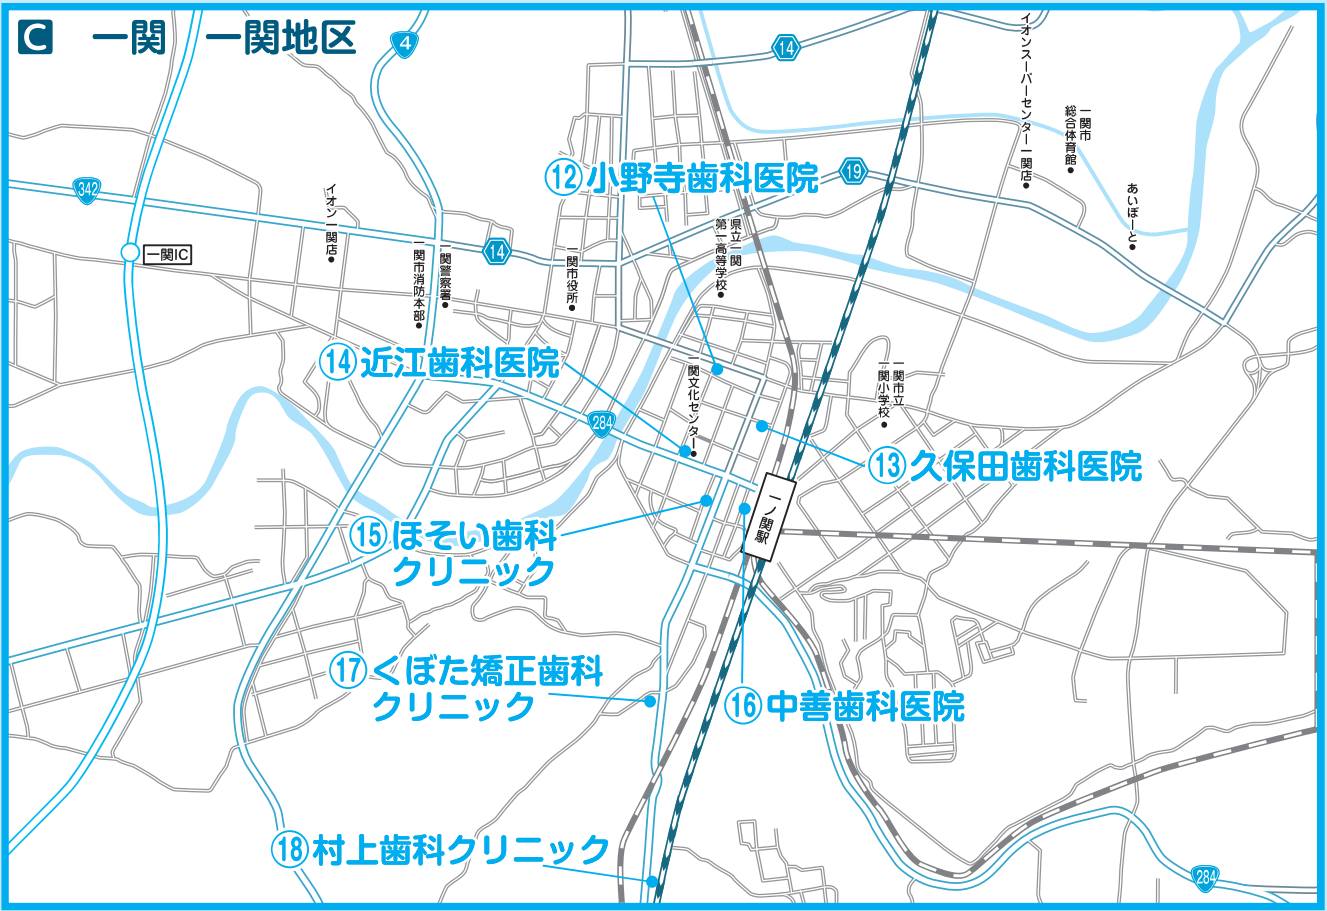 C 一関 一関地区
4
14
342
イオン一関店
一関IC
一関市消防本部
一関警察署
14
一関市役所
⑫小野寺歯科医院
19
県立一関
第一高等学校
イオンスーパーセンター一関店
一関市
総合体育館
あいぽーと
⑭近江歯科医院
284
一関文化センター
一関市立
一関小学校
⑬久保田歯科医院
一ノ関駅
⑮ほそい歯科
クリニック
⑰くぼた矯正歯科
クリニック
⑯中善歯科医院
⑱村上歯科クリニック
284